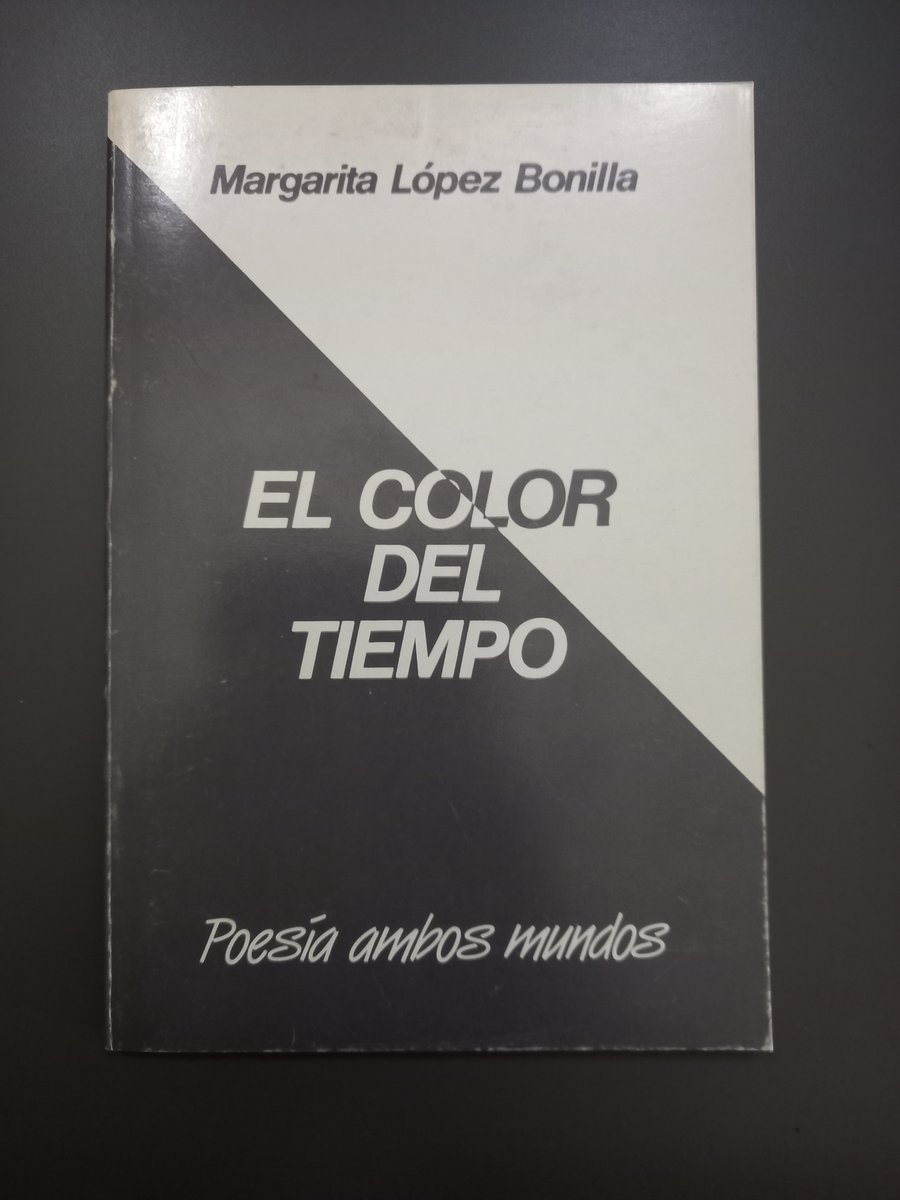 Margarita López Bonilla
EL COLOR
DEL
TIEMPO
Poesía ambos mundos